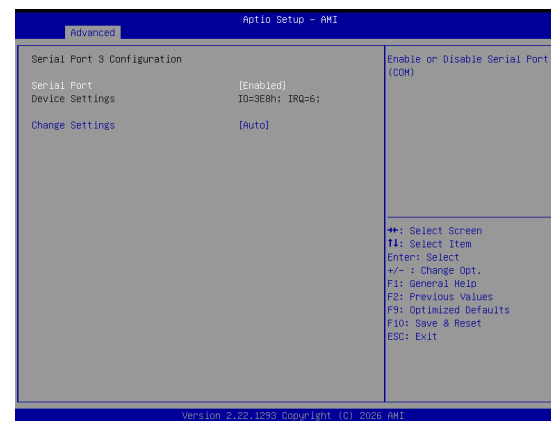 Aptio Setup - AMI
Advanced
Serial Port 3 Configuration
Serial Port [Enabled]
Device Settings IO=3E8h; IRQ=6;
Change Settings [Auto]
Enable or Disable Serial Port
(COM)
→←: Select Screen
↑↓: Select Item
Enter: Select
+/- : Change Opt.
F1: General Help
F2: Previous Values
F9: Optimized Defaults
F10: Save & Reset
ESC: Exit
Version 2.22.1293 Copyright (C) 2026 AMI